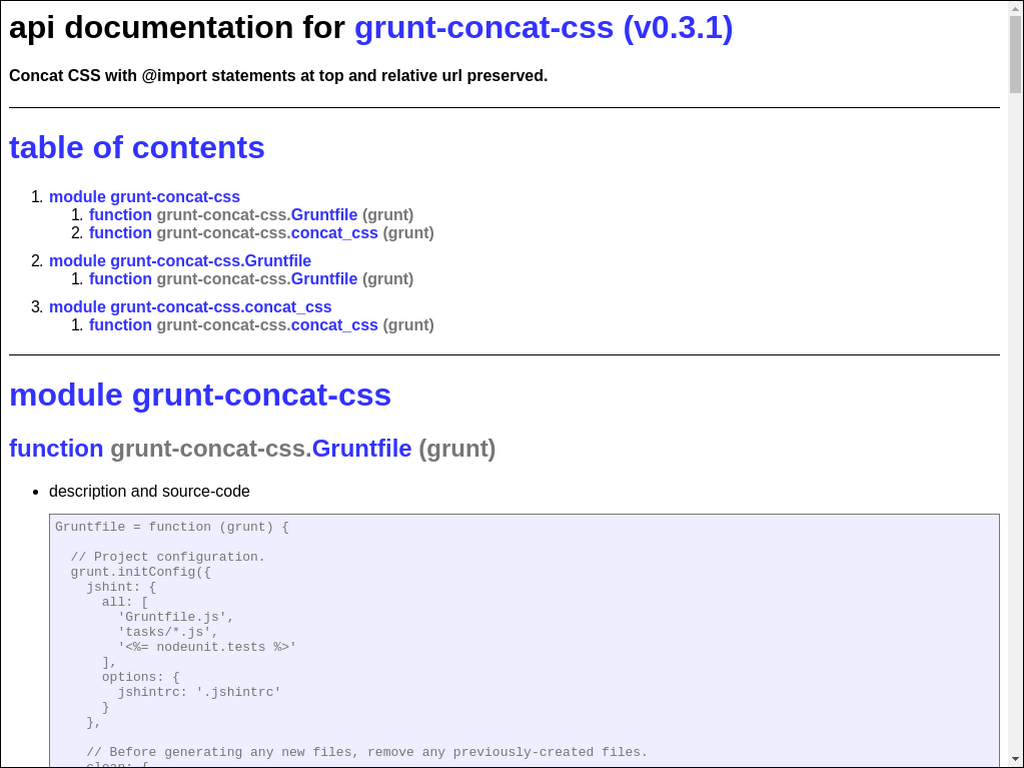 api documentation for grunt-concat-css (v0.3.1)
Concat CSS with @import statements at top and relative url preserved.
table of contents
1. module grunt-concat-css
1. function grunt-concat-css.Gruntfile (grunt)
2. function grunt-concat-css.concat_css (grunt)
2. module grunt-concat-css.Gruntfile
1. function grunt-concat-css.Gruntfile (grunt)
3. module grunt-concat-css.concat_css
1. function grunt-concat-css.concat_css (grunt)
module grunt-concat-css
function grunt-concat-css.Gruntfile (grunt)
• description and source-code
Gruntfile = function (grunt) {
// Project configuration.
grunt.initConfig({
jshint: {
all: [
'Gruntfile.js',
'tasks/*.js',
'<%= nodeunit.tests %>'
],
options: {
jshintrc: '.jshintrc'
}
},
// Before generating any new files, remove any previously-created files.
clean: {